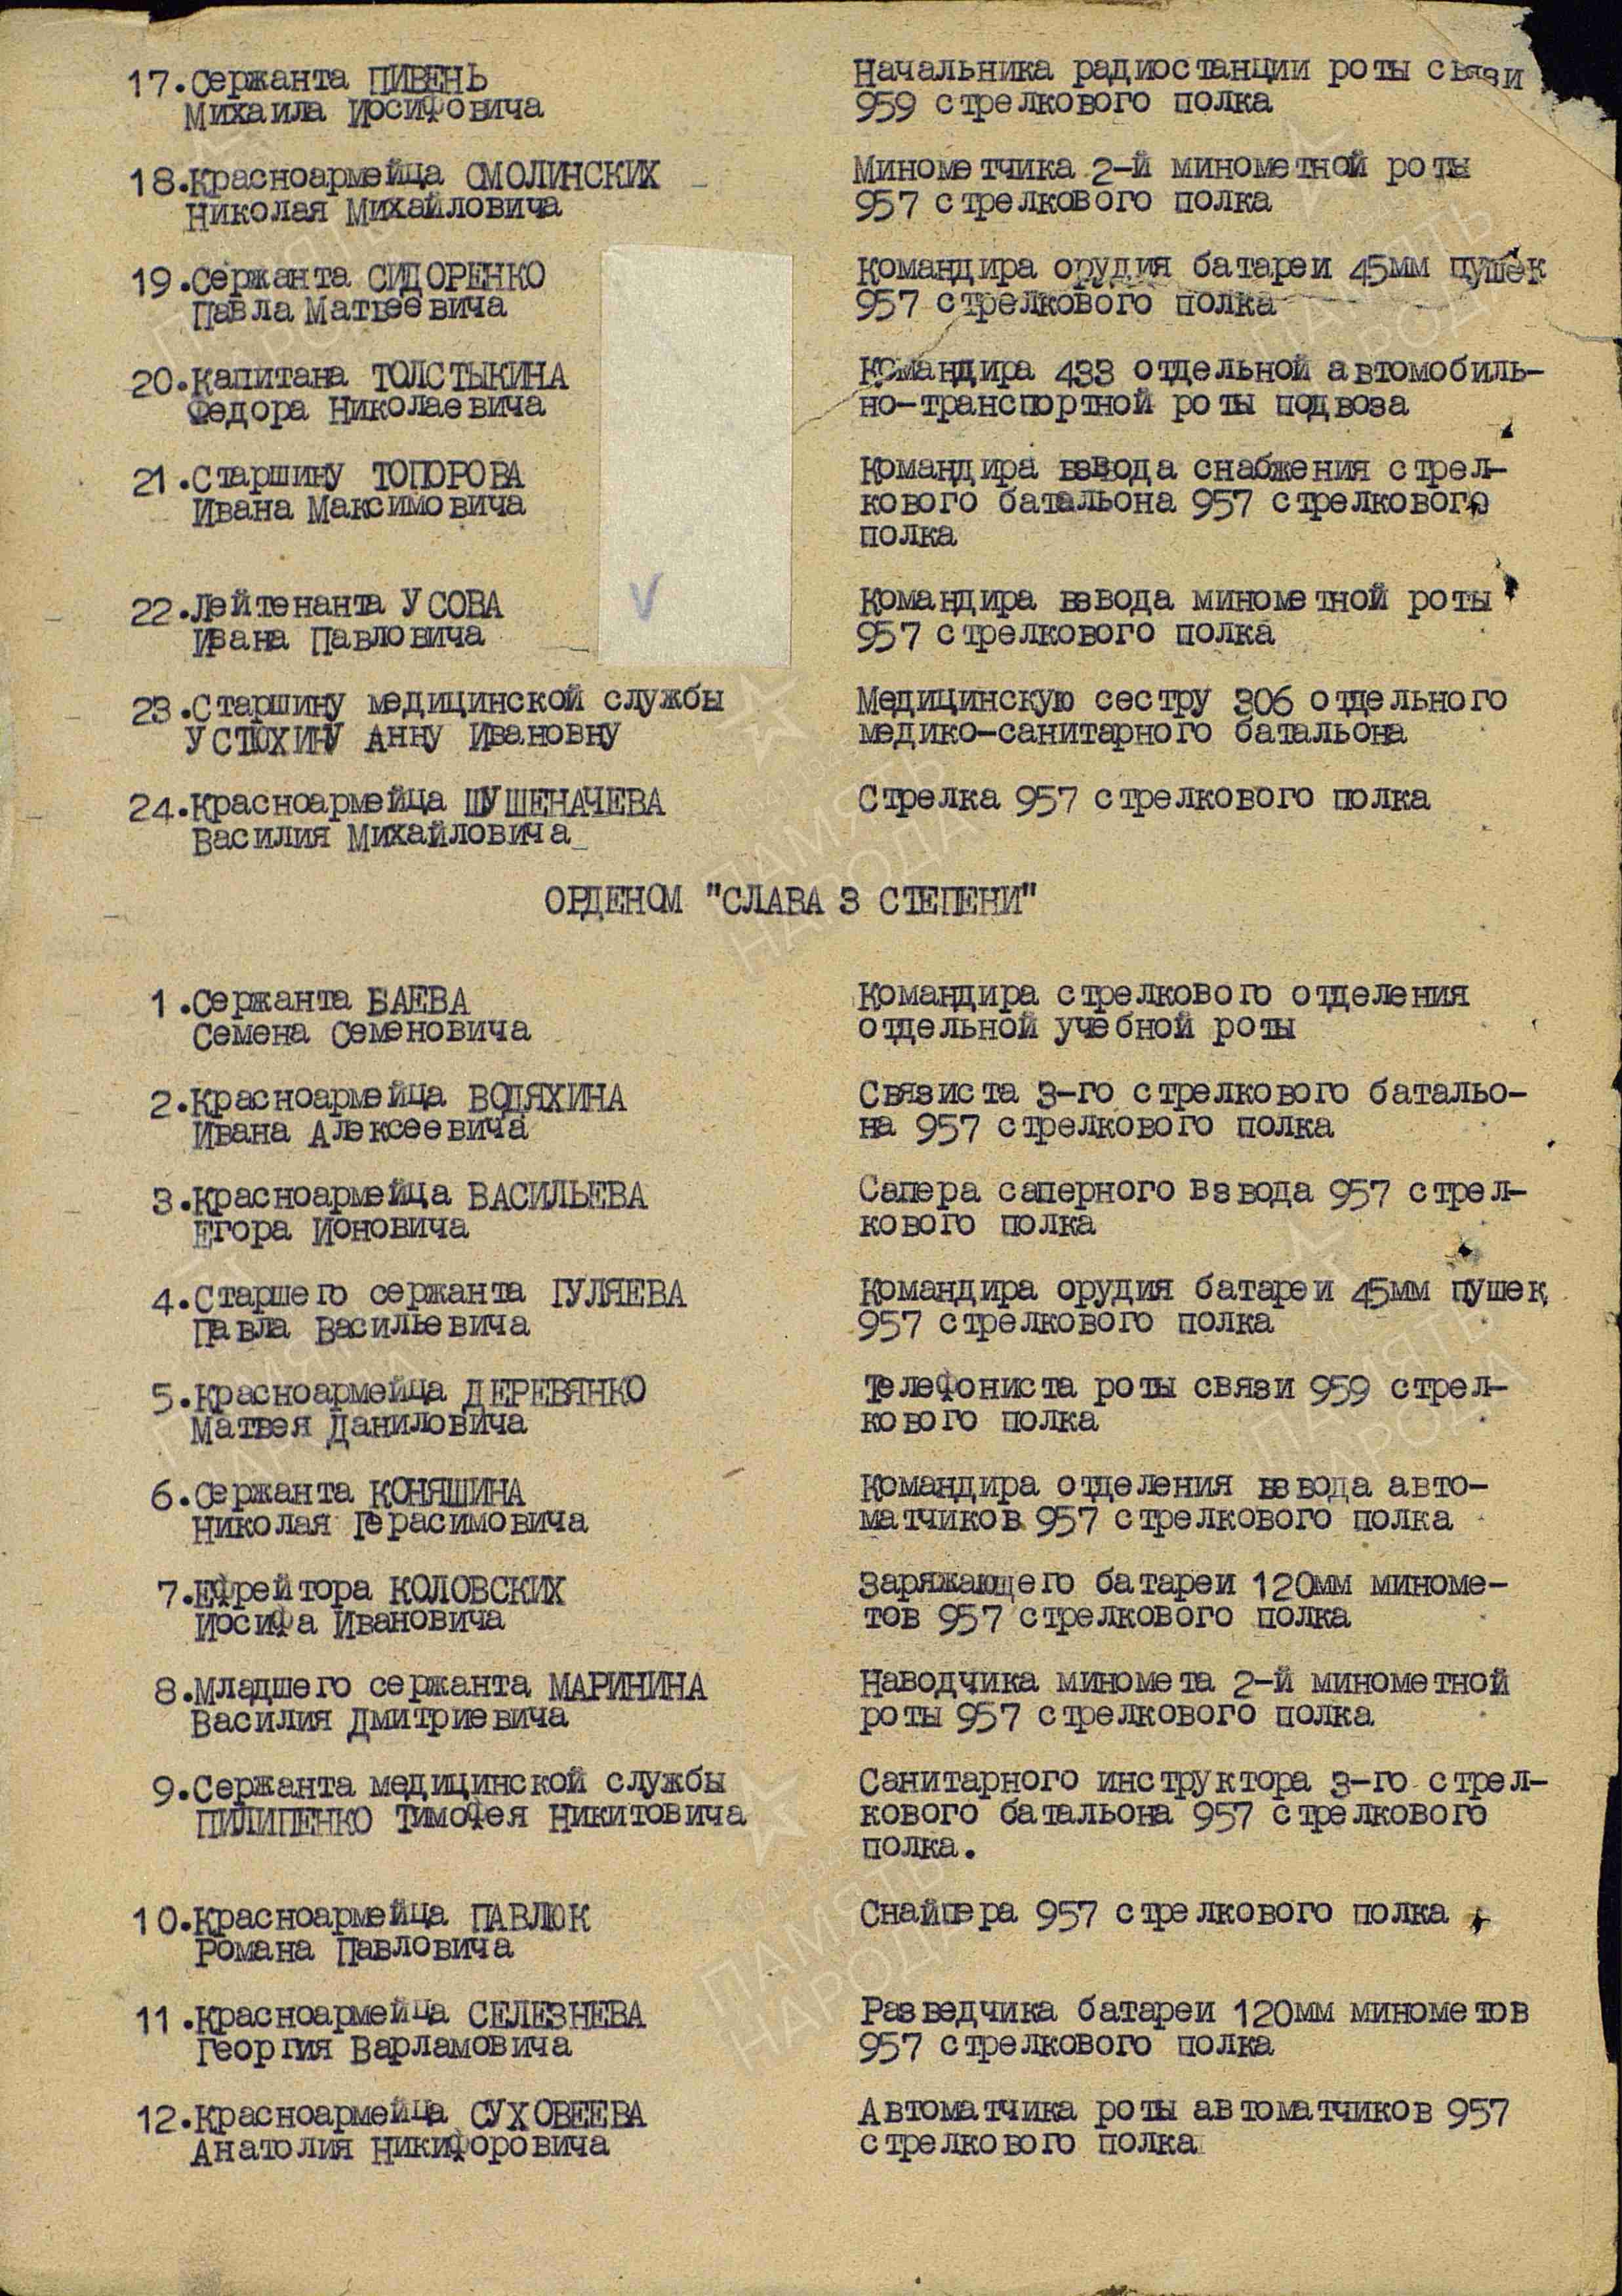 17.Сержанта ПИВЕНЬ Начальника радиостанции роты связи
Михаила Иосифовича 959 стрелкового полка
18.Красноармейца СМОЛИНСКИХ Минометчика 2-й минометной роты
Николая Михайловича 957 стрелкового полка
19.Сержанта СИДОРЕНКО Командира орудия батареи 45мм пушек
Павла Матвеевича 957 стрелкового полка
20.Капитана ТОЛСТЫКИНА Командира 433 отдельной автомобиль-
Федора Николаевича но-транспортной роты подвоза
21.Старшину ТОПОРОВА Командира взвода снабжения стрел-
Ивана Максимовича кового батальона 957 стрелкового
полка
22.Лейтенанта УСОВА V Командира взвода минометной роты
Ивана Павловича 957 стрелкового полка
23.Старшину медицинской службы Медицинскую сестру 306 отдельного
УСТЮХИНУ Анну Ивановну медико-санитарного батальона
24.Красноармейца ШУШЕНАЧЕВА Стрелка 957 стрелкового полка
Василия Михайловича
ОРДЕНОМ "СЛАВА 3 СТЕПЕНИ"
1.Сержанта БАЕВА Командира стрелкового отделения
Семена Семеновича отдельной учебной роты
2.Красноармейца ВОДЯХИНА Связиста 3-го стрелкового батальо-
Ивана Алексеевича на 957 стрелкового полка
3.Красноармейца ВАСИЛЬЕВА Сапера саперного взвода 957 стрел-
Егора Ионовича кового полка
4.Старшего сержанта ГУЛЯЕВА Командира орудия батареи 45мм пушек
Павла Васильевича 957 стрелкового полка
5.Красноармейца ДЕРЕВЯНКО Телефониста роты связи 959 стрел-
Матвея Даниловича кового полка
6.Сержанта КОНЯШИНА Командира отделения взвода авто-
Николая Герасимовича матчиков 957 стрелкового полка
7.Ефрейтора КОЛОВСКИХ Заряжающего батареи 120мм миноме-
Иосифа Ивановича тов 957 стрелкового полка
8.Младшего сержанта МАРИНИНА Наводчика миномета 2-й минометной
Василия Дмитриевича роты 957 стрелкового полка
9.Сержанта медицинской службы Санитарного инструктора 3-го стрел-
ПИЛИПЕНКО Тимофея Никитовича кового батальона 957 стрелкового
полка.
10.Красноармейца ПАВЛЮК Снайпера 957 стрелкового полка
Романа Павловича
11.Красноармейца СЕЛЕЗНЕВА Разведчика батареи 120мм минометов
Георгия Варламовича 957 стрелкового полка
12.Красноармейца СУХОВЕЕВА Автоматчика роты автоматчиков 957
Анатолия Никифоровича стрелкового полка
ПАМЯТЬ
НАРОДА